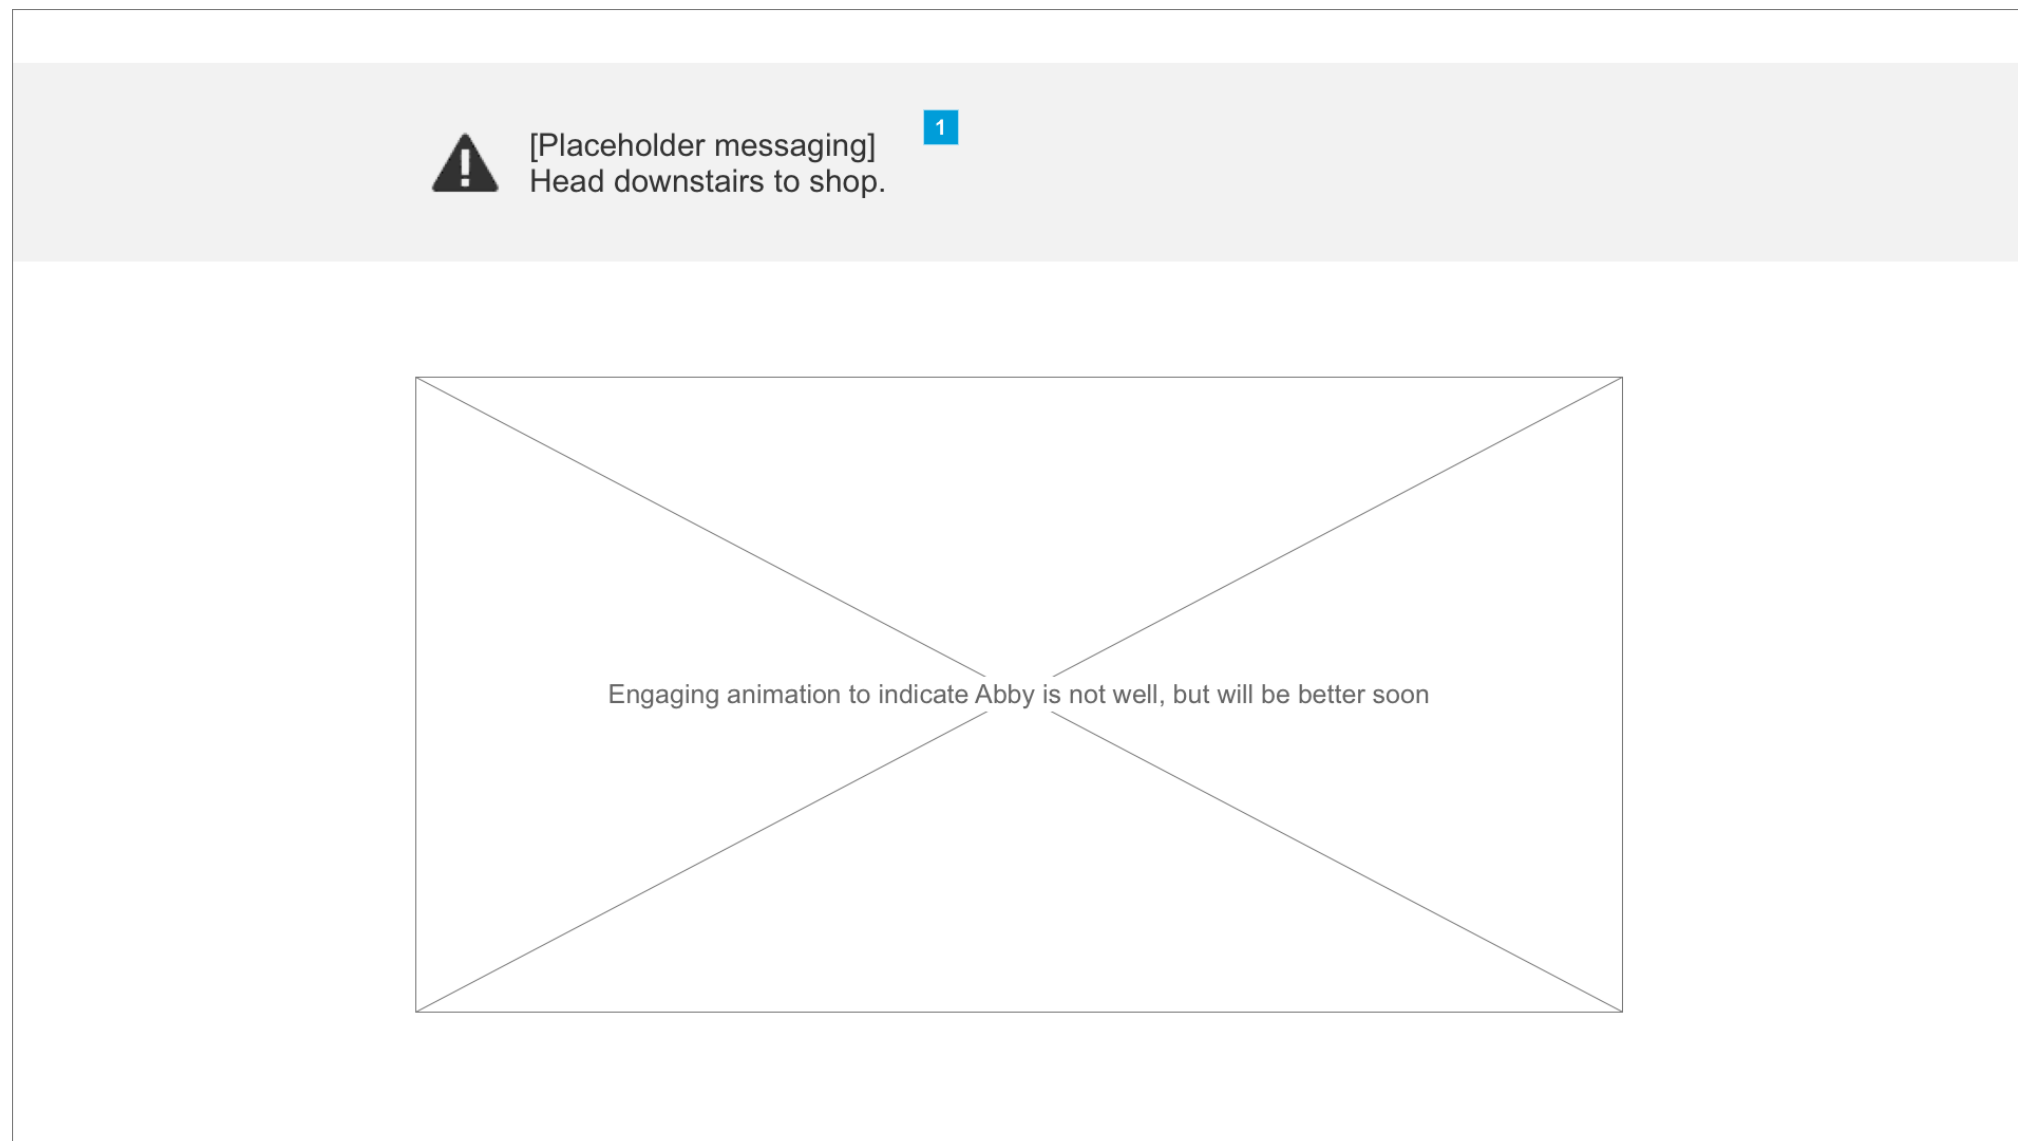 [Placeholder messaging]
Head downstairs to shop.
1
Engaging animation to indicate Abby is not well, but will be better soon